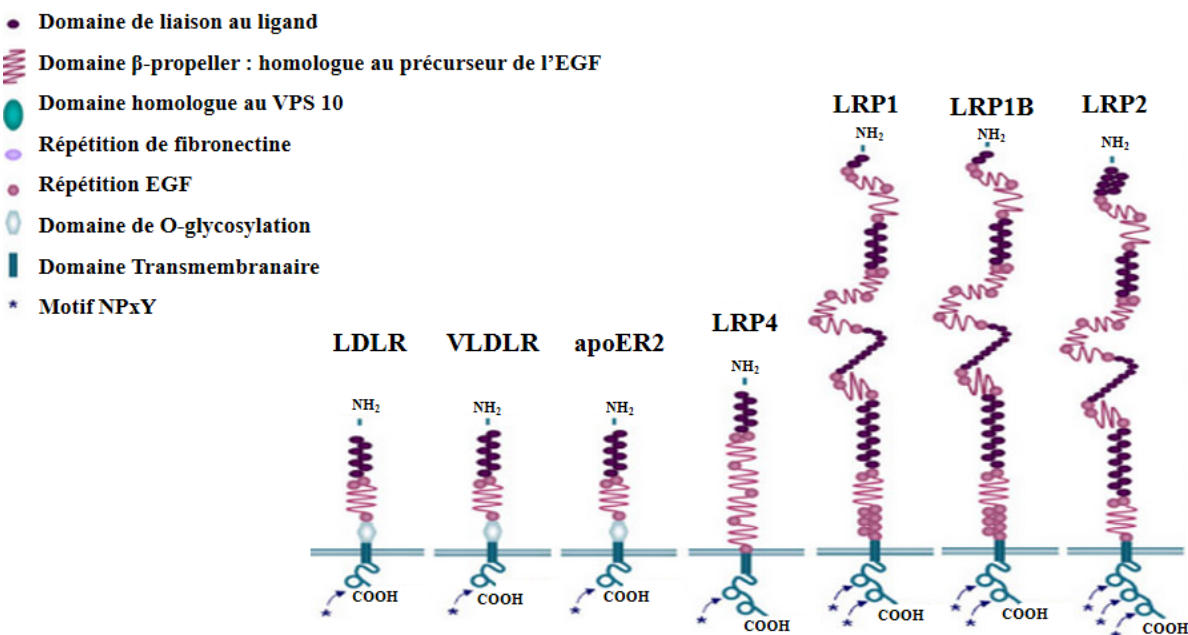 Domaine de liaison au ligand
Domaine β-propeller : homologue au précurseur de l’EGF
Domaine homologue au VPS 10
Répétition de fibronectine
Répétition EGF
Domaine de O-glycosylation
Domaine Transmembranaire
* Motif NPxY
LRP1 LRP1B LRP2
NH₂ NH₂ NH₂
LRP4
LDLR VLDLR apoER2
NH₂
NH₂ NH₂ NH₂
COOH COOH COOH
* * * * * * * * * * *
COOH COOH COOH COOH